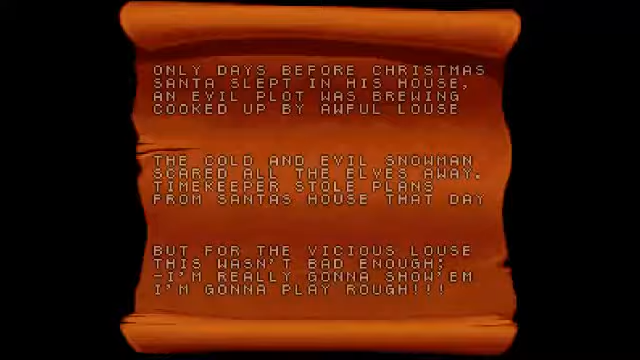 ONLY DAYS BEFORE CHRISTMAS
SANTA SLEPT IN HIS HOUSE,
AN EVIL PLOT WAS BREWING
COOKED UP BY AWFUL LOUSE
THE COLD AND EVIL SNOWMAN
SCARED ALL THE ELVES AWAY.
TIMEKEEPER STOLE PLANS
FROM SANTAS HOUSE THAT DAY
BUT FOR THE VICIOUS LOUSE
THIS WASN'T BAD ENOUGH;
-I'M REALLY GONNA SHOW'EM
I'M GONNA PLAY ROUGH!!!